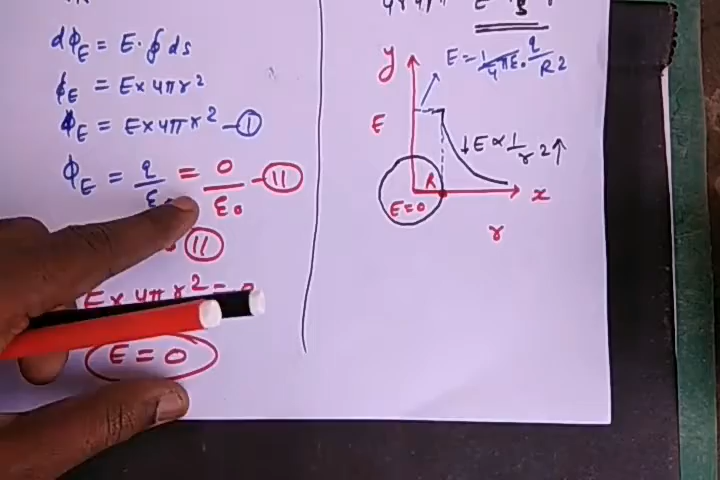 dΦE = E · ∮ ds
ΦE = E × 4πr²
ΦE = E × 4πr² - ①
ΦE = q/ε₀ = 0/ε₀ - ⑪
⑪
E × 4πr² = 0
E = 0
y
E = 1/4πε₀ q/R2
E
↓E ∝ 1/r2↑
R
E=0
x
r